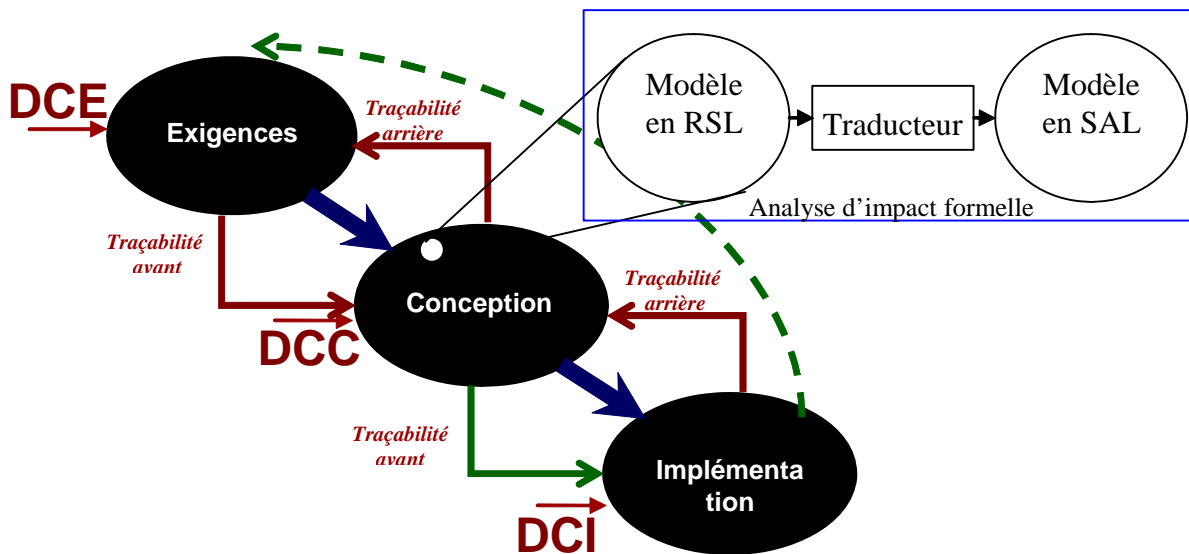 DCE
Exigences
Traçabilité
arrière
Modèle
en RSL
Traducteur
Modèle
en SAL
Analyse d’impact formelle
Traçabilité
avant
Conception
DCC
Traçabilité
arrière
Traçabilité
avant
Implémenta
tion
DCI